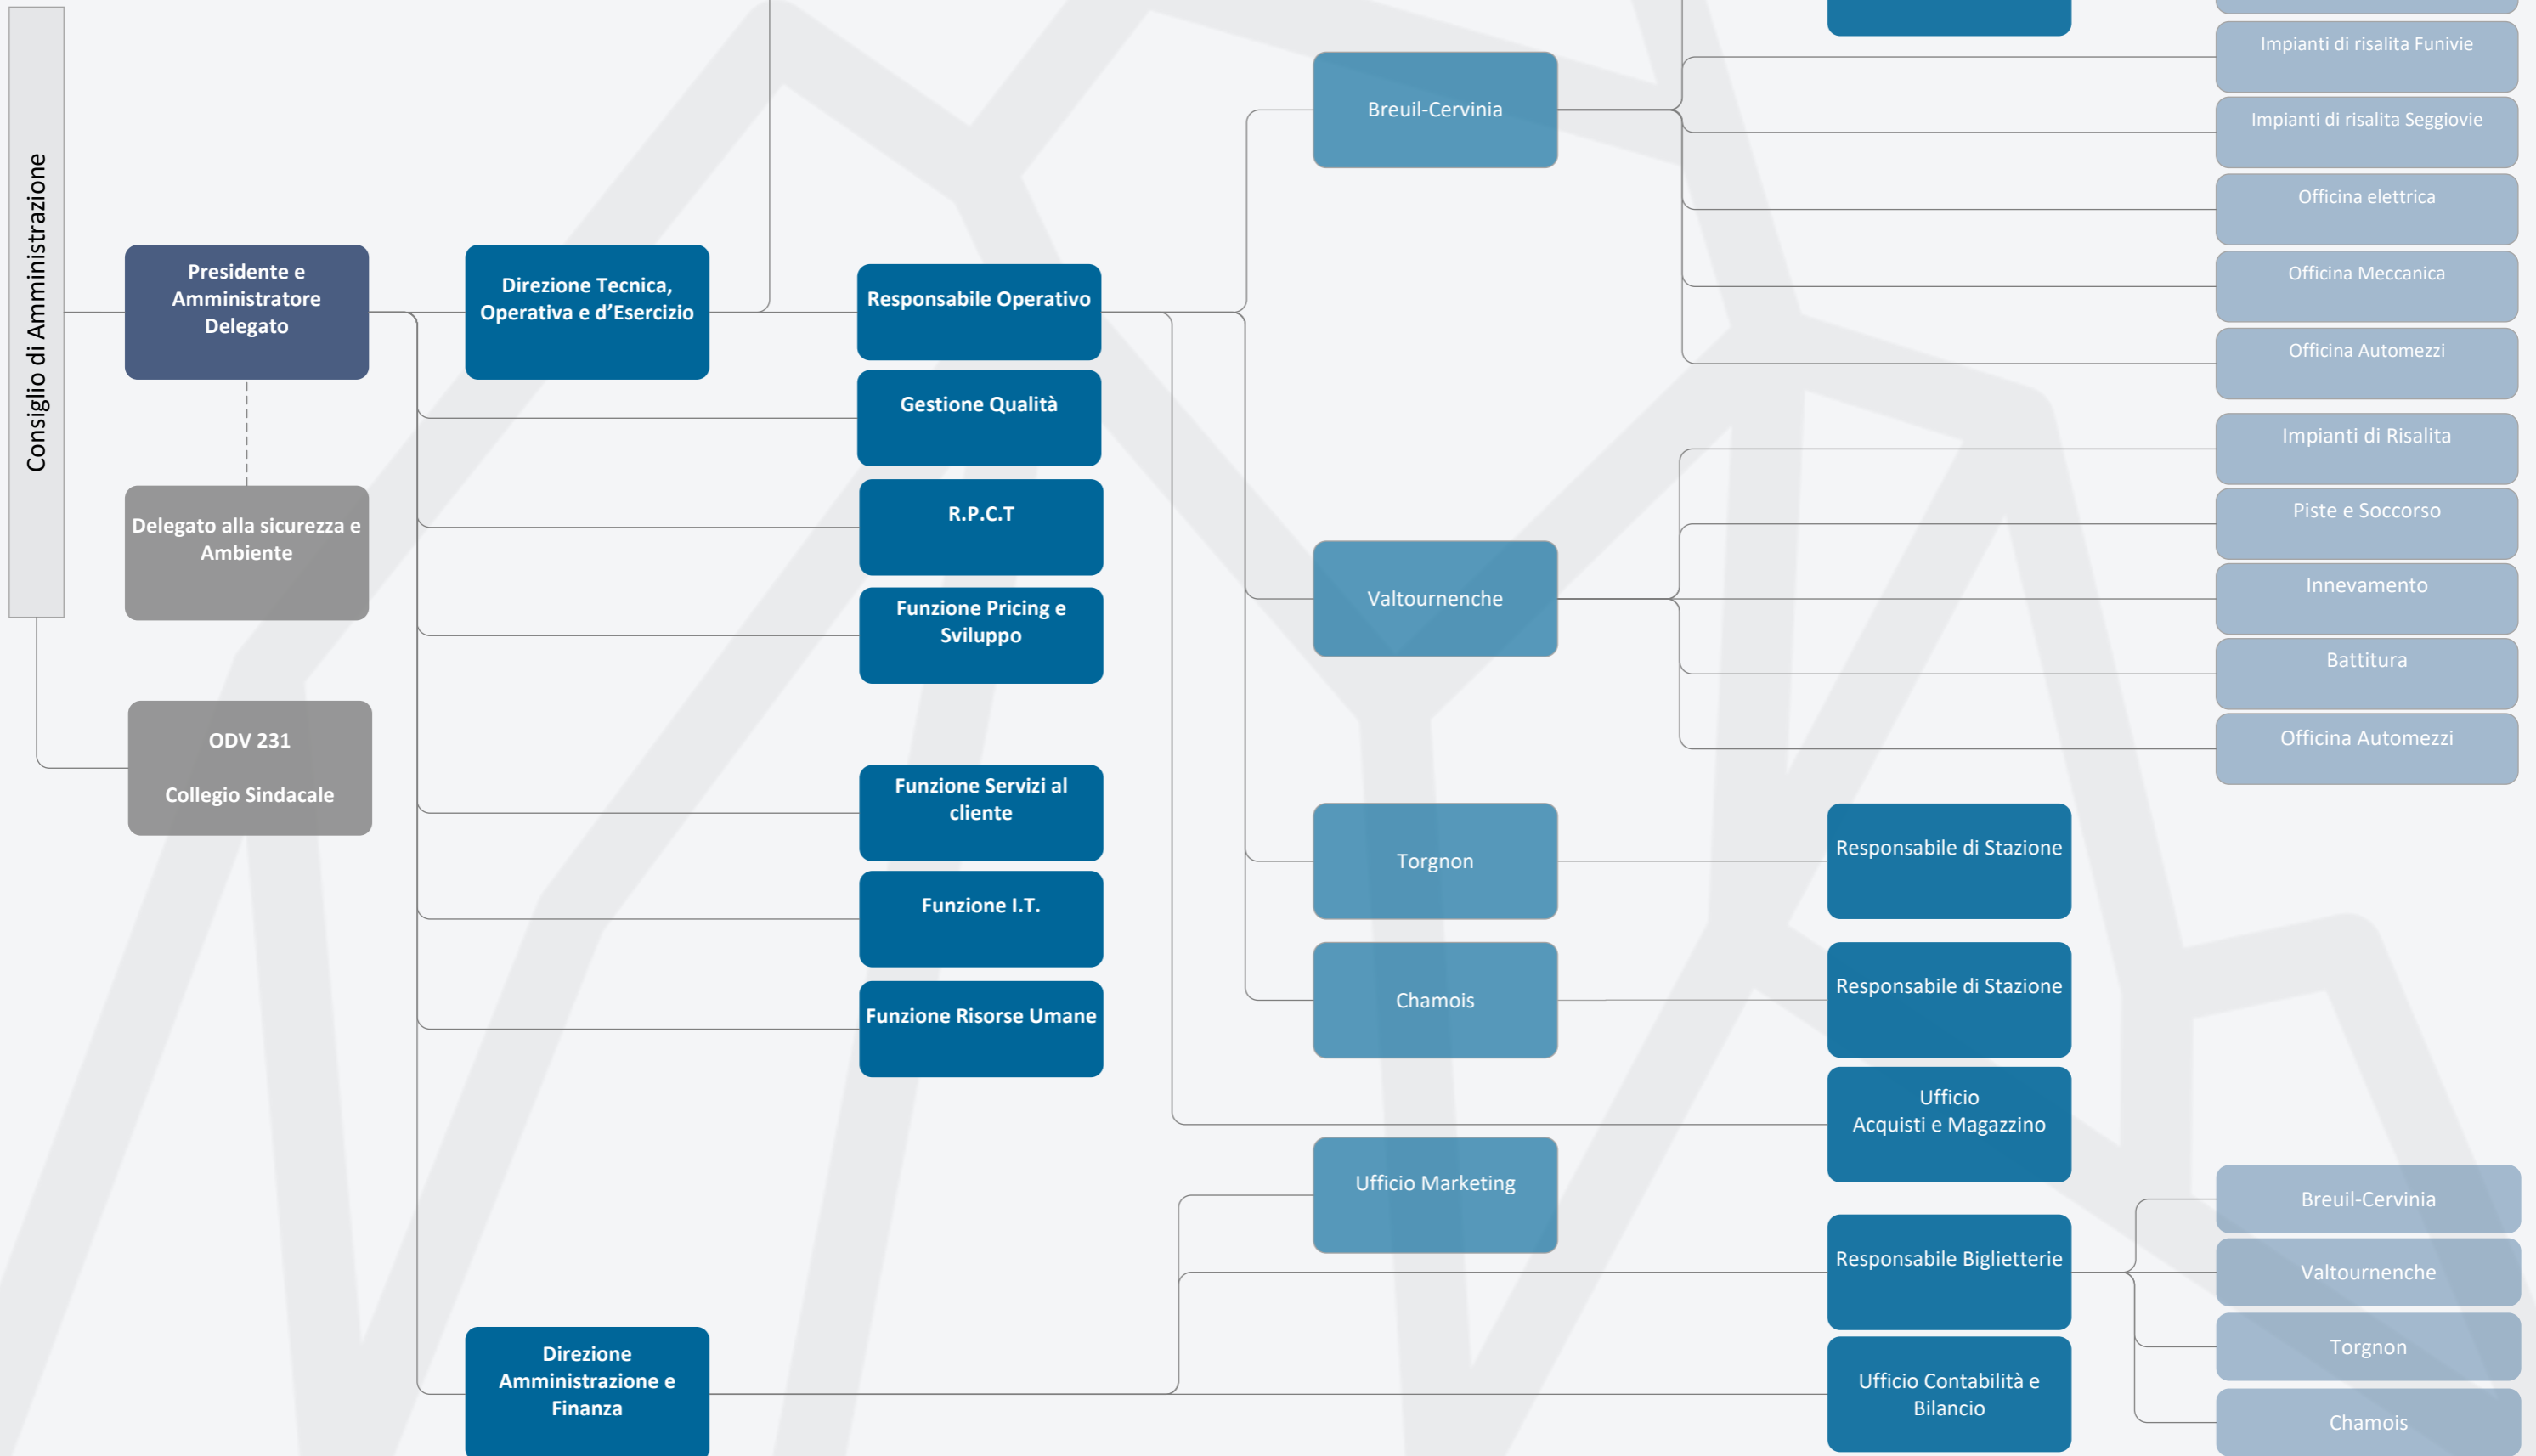 Consiglio di Amministrazione
Presidente e
Amministratore
Delegato
Delegato alla sicurezza e
Ambiente
ODV 231
Collegio Sindacale
Direzione Tecnica,
Operativa e d’Esercizio
Direzione
Amministrazione e
Finanza
Responsabile Operativo
Gestione Qualità
R.P.C.T
Funzione Pricing e
Sviluppo
Funzione Servizi al
cliente
Funzione I.T.
Funzione Risorse Umane
Breuil-Cervinia
Valtournenche
Torgnon
Chamois
Ufficio Marketing
Responsabile di Stazione
Responsabile di Stazione
Ufficio
Acquisti e Magazzino
Responsabile Biglietterie
Ufficio Contabilità e
Bilancio
Impianti di risalita Funivie
Impianti di risalita Seggiovie
Officina elettrica
Officina Meccanica
Officina Automezzi
Impianti di Risalita
Piste e Soccorso
Innevamento
Battitura
Officina Automezzi
Breuil-Cervinia
Valtournenche
Torgnon
Chamois